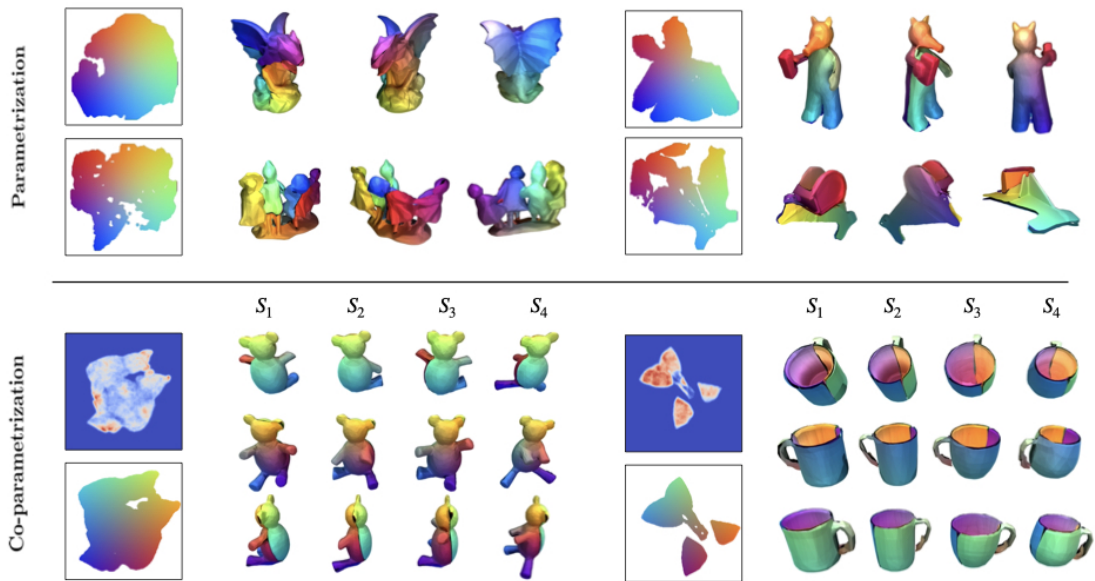 Parametrization
S₁ S₂ S₃ S₄ S₁ S₂ S₃ S₄
Co-parametrization